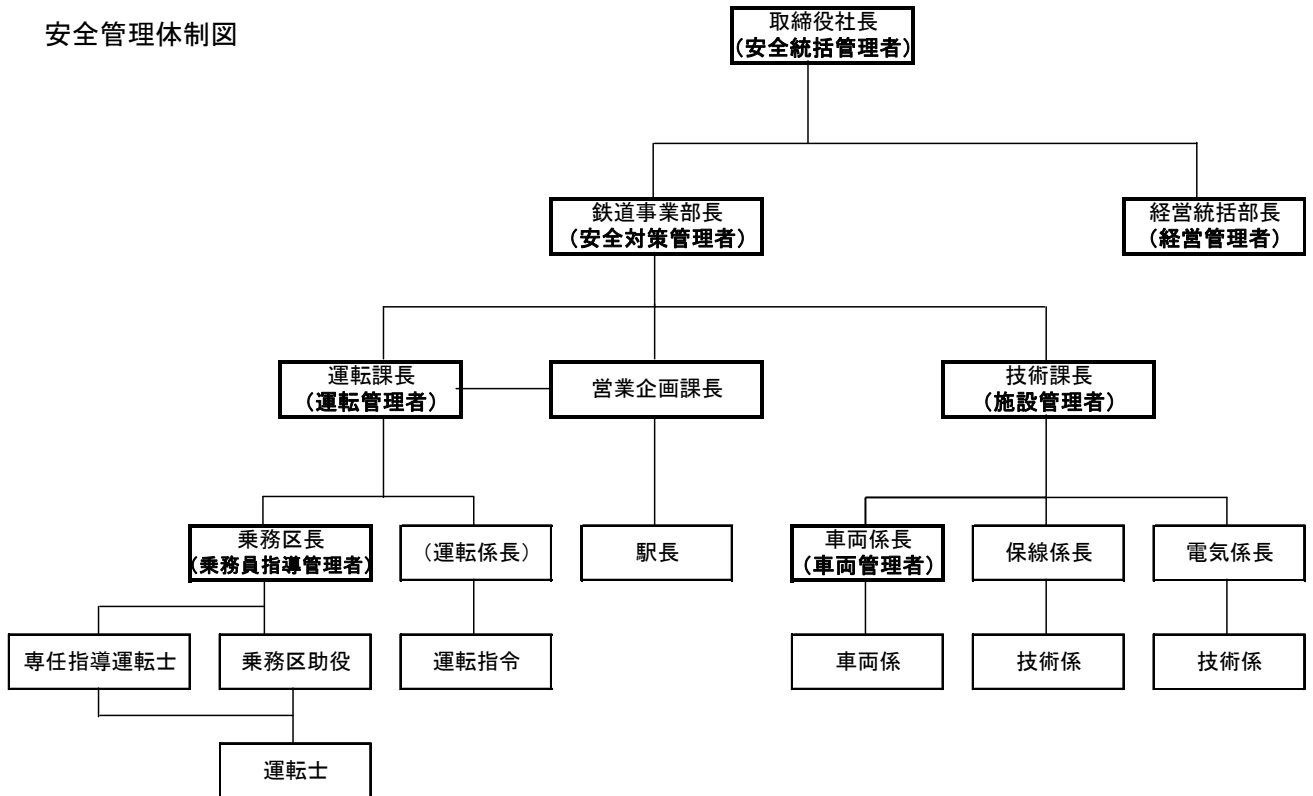 安全管理体制図
取締役社長
(安全統括管理者)
鉄道事業部長
(安全対策管理者)
経営統括部長
(経営管理者)
運転課長
(運転管理者)
営業企画課長
技術課長
(施設管理者)
乗務区長
(乗務員指導管理者)
(運転係長)
駅長
車両係長
(車両管理者)
保線係長
電気係長
専任指導運転士
乗務区助役
運転指令
車両係
技術係
技術係
運転士